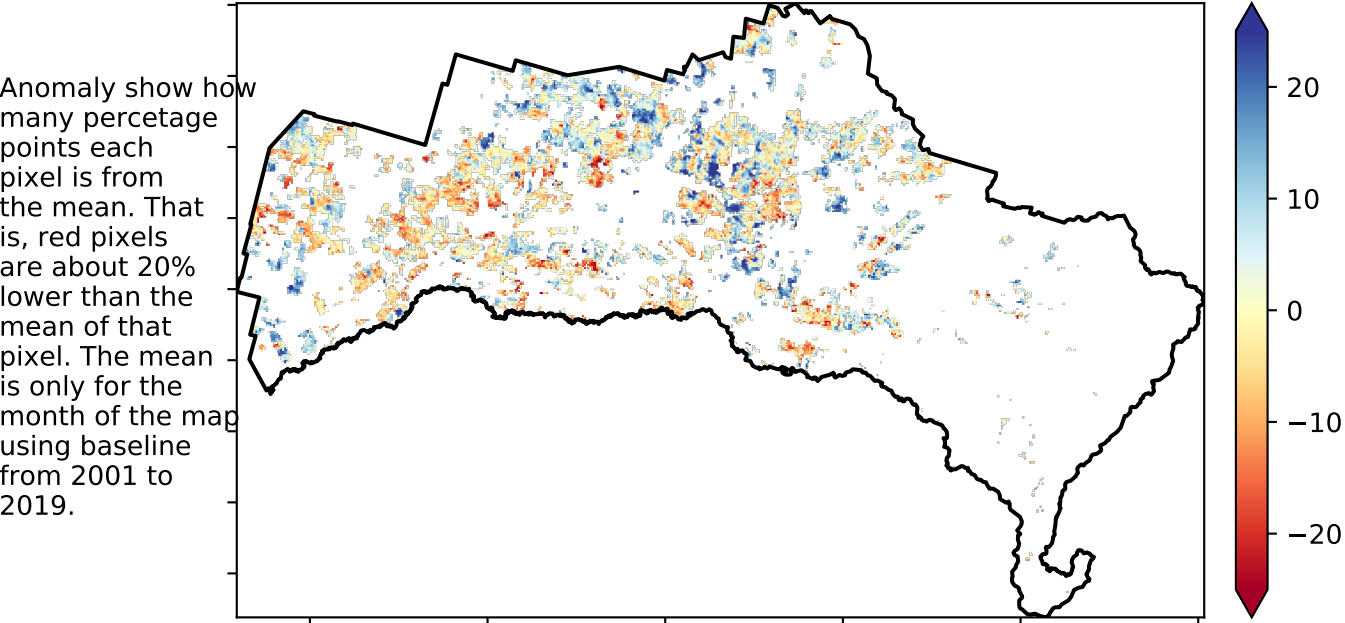 Anomaly show how
many percetage
points each
pixel is from
the mean. That
is, red pixels
are about 20%
lower than the
mean of that
pixel. The mean
is only for the
month of the map
using baseline
from 2001 to
2019.
20
10
0
−10
−20